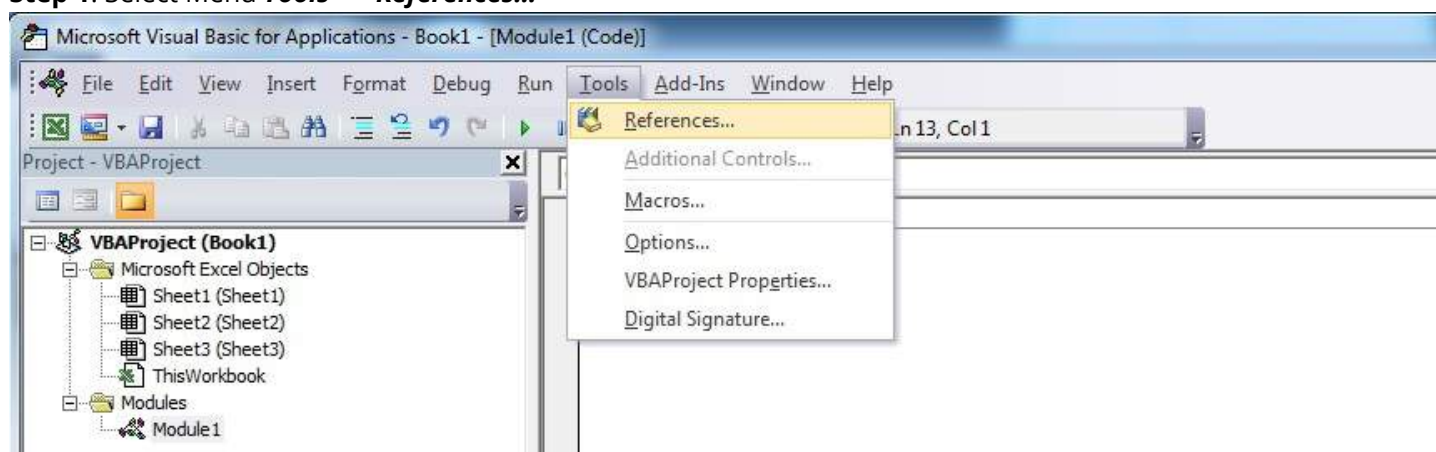 Microsoft Visual Basic for Applications - Book1 - [Module1 (Code)]
File Edit View Insert Format Debug Run Tools Add-Ins Window Help
References...
Ln 13, Col 1
Project - VBAProject
Additional Controls...
Macros...
VBAProject (Book1)
Options...
Microsoft Excel Objects
VBAProject Properties...
Sheet1 (Sheet1)
Sheet2 (Sheet2)
Digital Signature...
Sheet3 (Sheet3)
ThisWorkbook
Modules
Module1